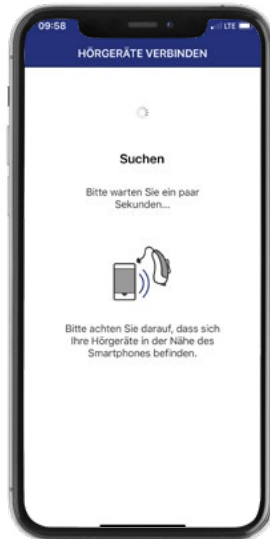 09:58
LTE
HÖRGERÄTE VERBINDEN
Suchen
Bitte warten Sie ein paar
Sekunden...
Bitte achten Sie darauf, dass sich
Ihre Hörgeräte in der Nähe des
Smartphones befinden.